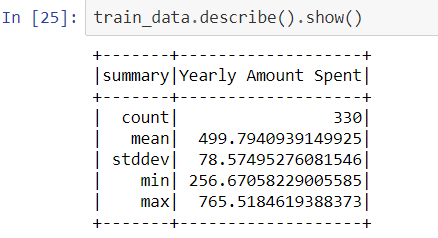 In [25]: train_data.describe().show()
+-------+-------------------+
|summary|Yearly Amount Spent|
+-------+-------------------+
|  count|                330|
|   mean|  499.7940939149925|
| stddev|  78.57495276081546|
|    min| 256.67058229005585|
|    max|  765.5184619388373|
+-------+-------------------+